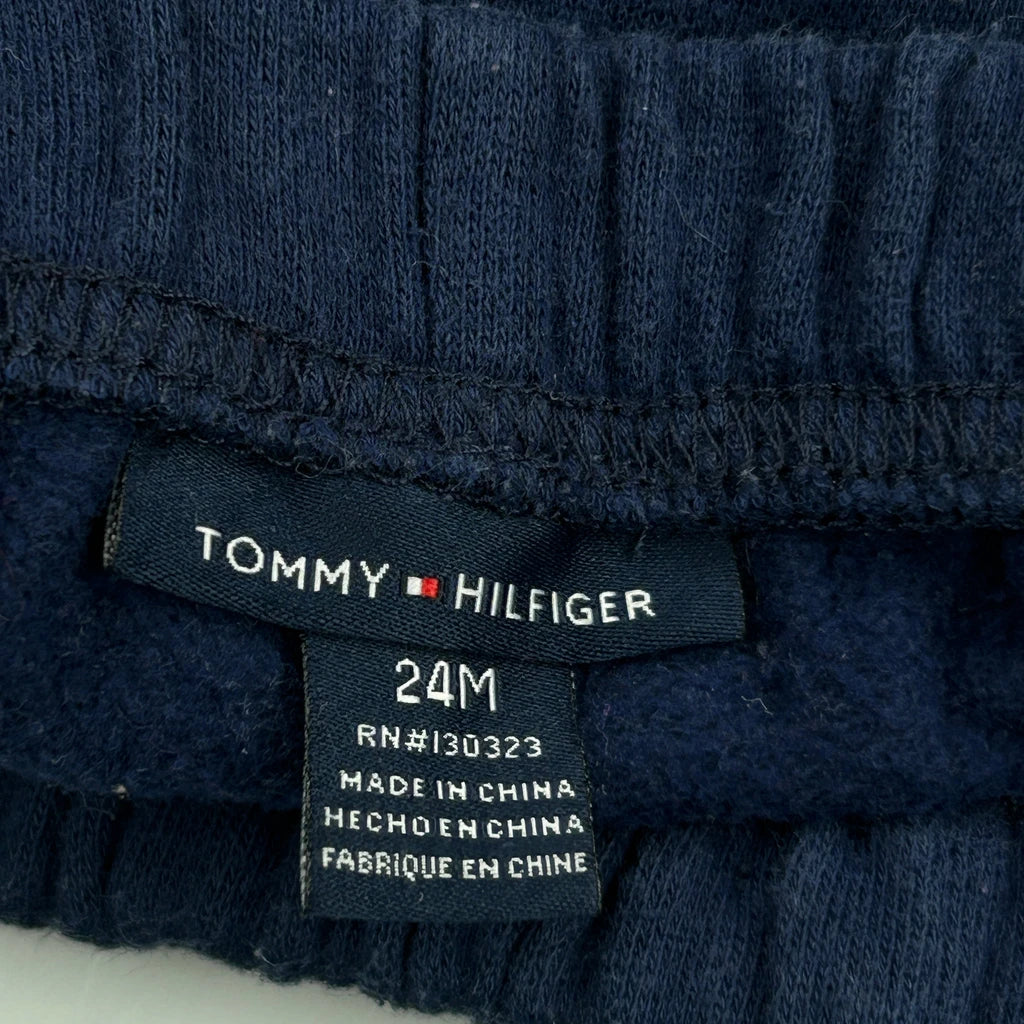 TOMMY HILFIGER
24M
RN#130323
MADE IN CHINA
HECHO EN CHINA
FABRIQUE EN CHINE